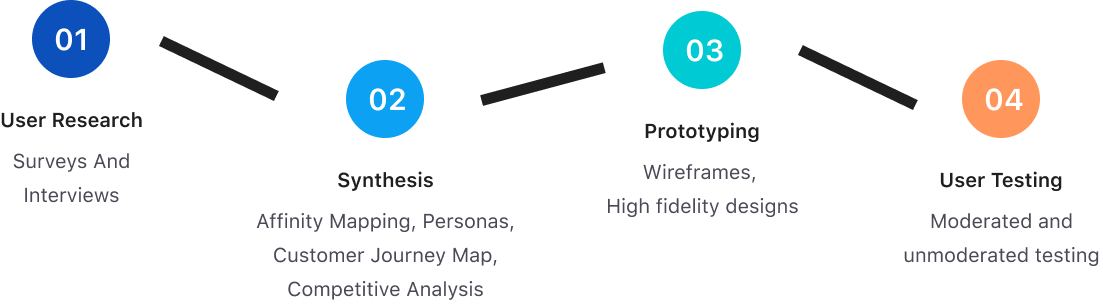 01
User Research
Surveys And
Interviews
02
Synthesis
Affinity Mapping, Personas,
Customer Journey Map,
Competitive Analysis
03
Prototyping
Wireframes,
High fidelity designs
04
User Testing
Moderated and
unmoderated testing